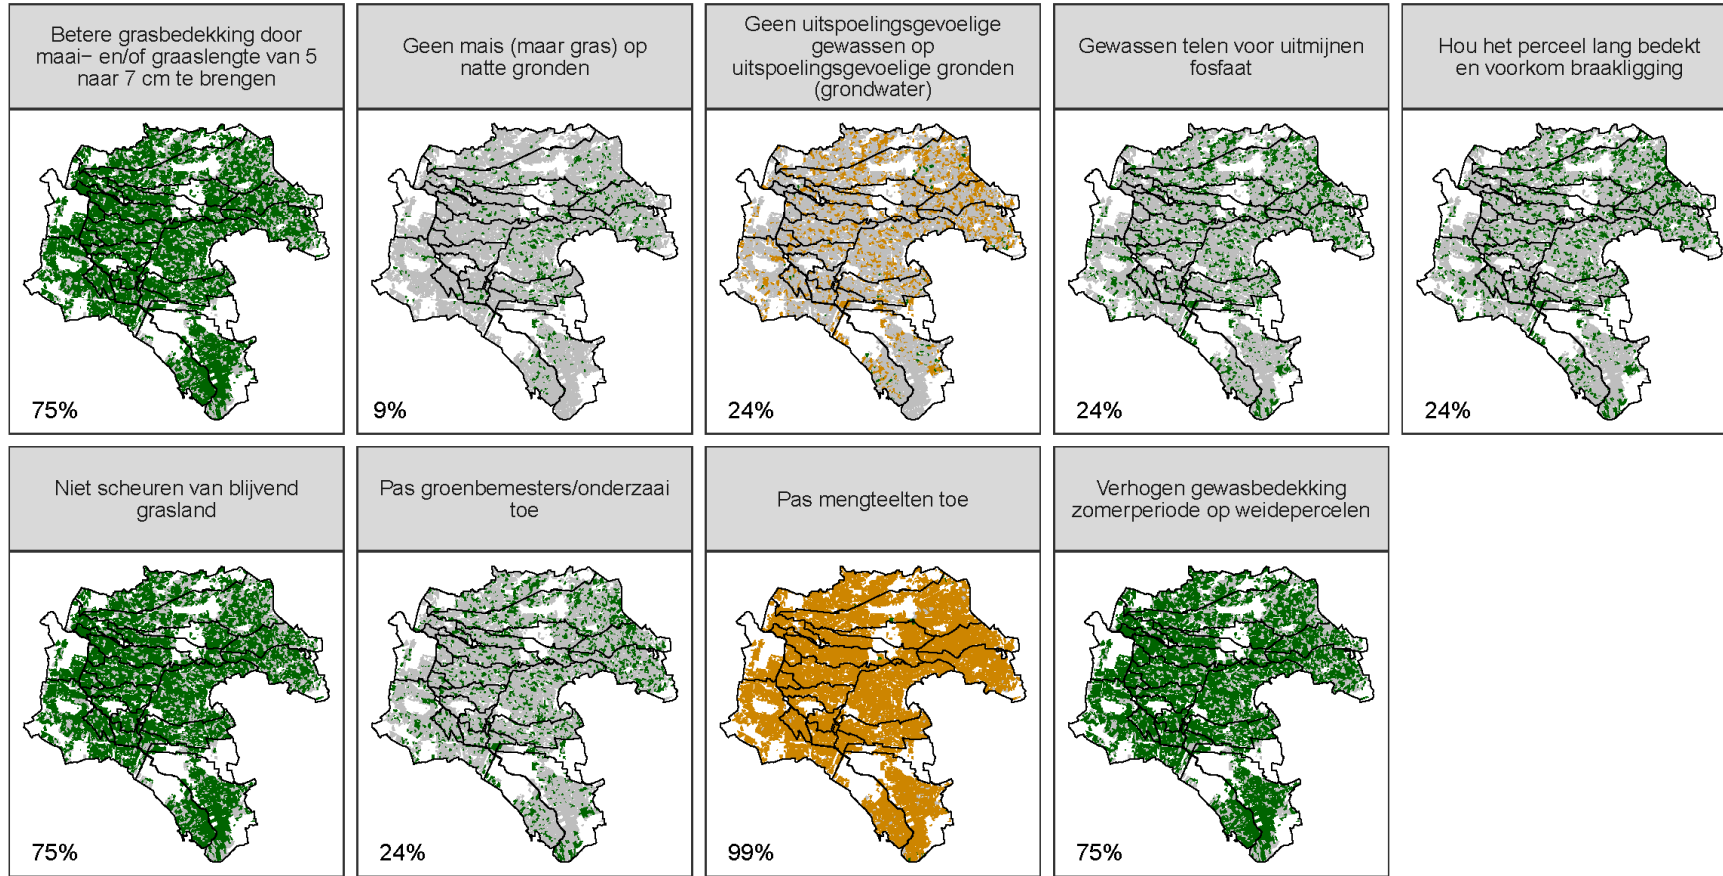 Betere grasbedekking door
maai− en/of graaslengte van 5
naar 7 cm te brengen
Geen mais (maar gras) op
natte gronden
Geen uitspoelingsgevoelige
gewassen op
uitspoelingsgevoelige gronden
(grondwater)
Gewassen telen voor uitmijnen
fosfaat
Hou het perceel lang bedekt
en voorkom braakligging
75%
9%
24%
24%
24%
Niet scheuren van blijvend
grasland
Pas groenbemesters/onderzaai
toe
Pas mengteelten toe
Verhogen gewasbedekking
zomerperiode op weidepercelen
75%
24%
99%
75%